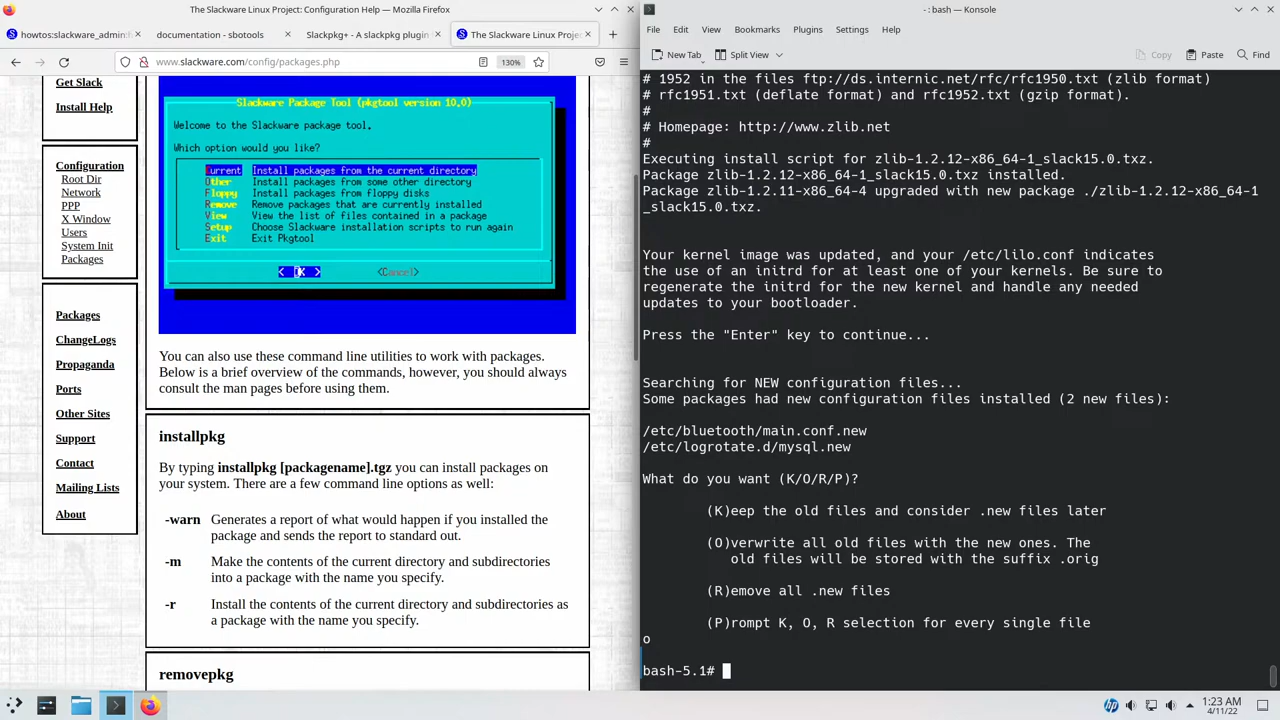 The Slackware Linux Project: Configuration Help — Mozilla Firefox
howtos:slackware_admin:
documentation - sbotools
Slackpkg+ - A slackpkg plugin
The Slackware Linux Proje
www.slackware.com/config/packages.php
130%
Get Slack
Install Help
Configuration
Root Dir
Network
PPP
X Window
Users
System Init
Packages
Packages
ChangeLogs
Propaganda
Ports
Other Sites
Support
Contact
Mailing Lists
About
Slackware Package Tool (pkgtool version 10.0)
Welcome to the Slackware package tool.
Which option would you like?
Current Install packages from the current directory
Other Install packages from some other directory
Floppy Install packages from floppy disks
Remove Remove packages that are currently installed
View View the list of files contained in a package
Setup Choose Slackware installation scripts to run again
Exit Exit Pkgtool
< OK > <Cancel>
You can also use these command line utilities to work with packages.
Below is a brief overview of the commands, however, you should always
consult the man pages before using them.
installpkg
By typing installpkg [packagename].tgz you can install packages on
your system. There are a few command line options as well:
-warn Generates a report of what would happen if you installed the
package and sends the report to standard out.
-m Make the contents of the current directory and subdirectories
into a package with the name you specify.
-r Install the contents of the current directory and subdirectories as
a package with the name you specify.
removepkg
- : bash — Konsole
File Edit View Bookmarks Plugins Settings Help
New Tab Split View Copy Paste Find
# 1952 in the files ftp://ds.internic.net/rfc/rfc1950.txt (zlib format)
# rfc1951.txt (deflate format) and rfc1952.txt (gzip format).
#
# Homepage: http://www.zlib.net
#
Executing install script for zlib-1.2.12-x86_64-1_slack15.0.txz.
Package zlib-1.2.12-x86_64-1_slack15.0.txz installed.
Package zlib-1.2.11-x86_64-4 upgraded with new package ./zlib-1.2.12-x86_64-1
_slack15.0.txz.
Your kernel image was updated, and your /etc/lilo.conf indicates
the use of an initrd for at least one of your kernels. Be sure to
regenerate the initrd for the new kernel and handle any needed
updates to your bootloader.
Press the "Enter" key to continue...
Searching for NEW configuration files...
Some packages had new configuration files installed (2 new files):
/etc/bluetooth/main.conf.new
/etc/logrotate.d/mysql.new
What do you want (K/O/R/P)?
(K)eep the old files and consider .new files later
(O)verwrite all old files with the new ones. The
old files will be stored with the suffix .orig
(R)emove all .new files
(P)rompt K, O, R selection for every single file
o
bash-5.1#
hp
1:23 AM
4/11/22